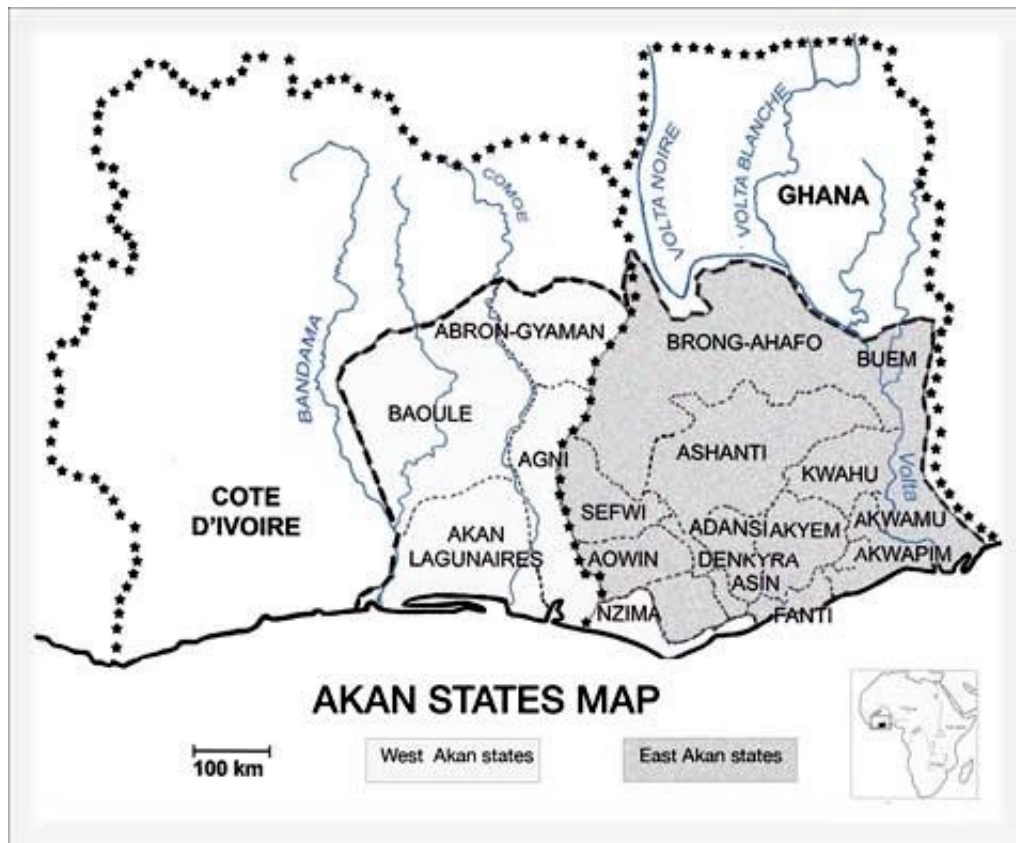 COMOE
VOLTA NOIRE
VOLTA BLANCHE
GHANA
BANDAMA
ABRON-GYAMAN
BRONG-AHAFO
BUEM
BAOULE
ASHANTI
AGNI
KWAHU
Volta
COTE
D'IVOIRE
SEFWI
AKAN
LAGUNAIRES
ADANSI
AKYEM
AKWAMU
AOWIN
DENKYRA
AKWAPIM
ASIN
NZIMA
FANTI
AKAN STATES MAP
100 km
West Akan states
East Akan states